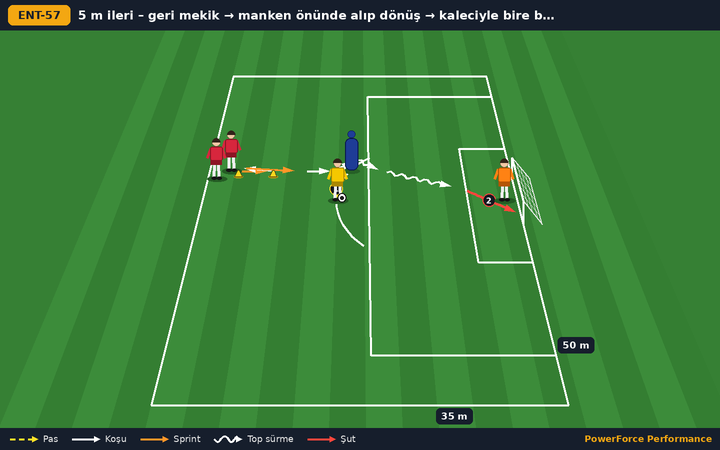 ENT-57 5 m ileri – geri mekik → manken önünde alıp dönüş → kaleciyle bire b...
2
50 m
35 m
Pas Koşu Sprint Top sürme Şut PowerForce Performance